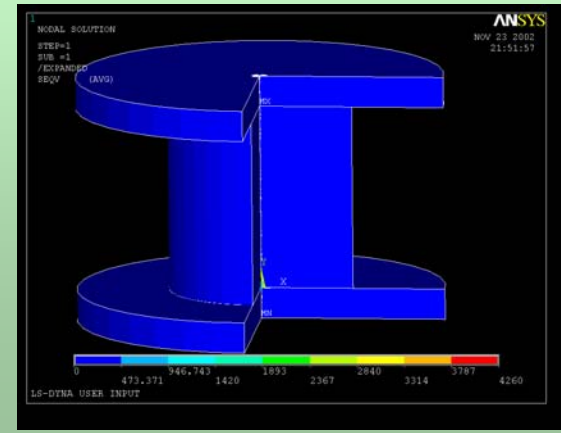 1
ANSYS
NODAL SOLUTION
NOV 23 2002
21:51:57
STEP=1
SUB =1
/EXPANDED
SEQV (AVG)
MX
Y
X
MN
0 946.743 1893 2840 3787
473.371 1420 2367 3314 4260
LS-DYNA USER INPUT